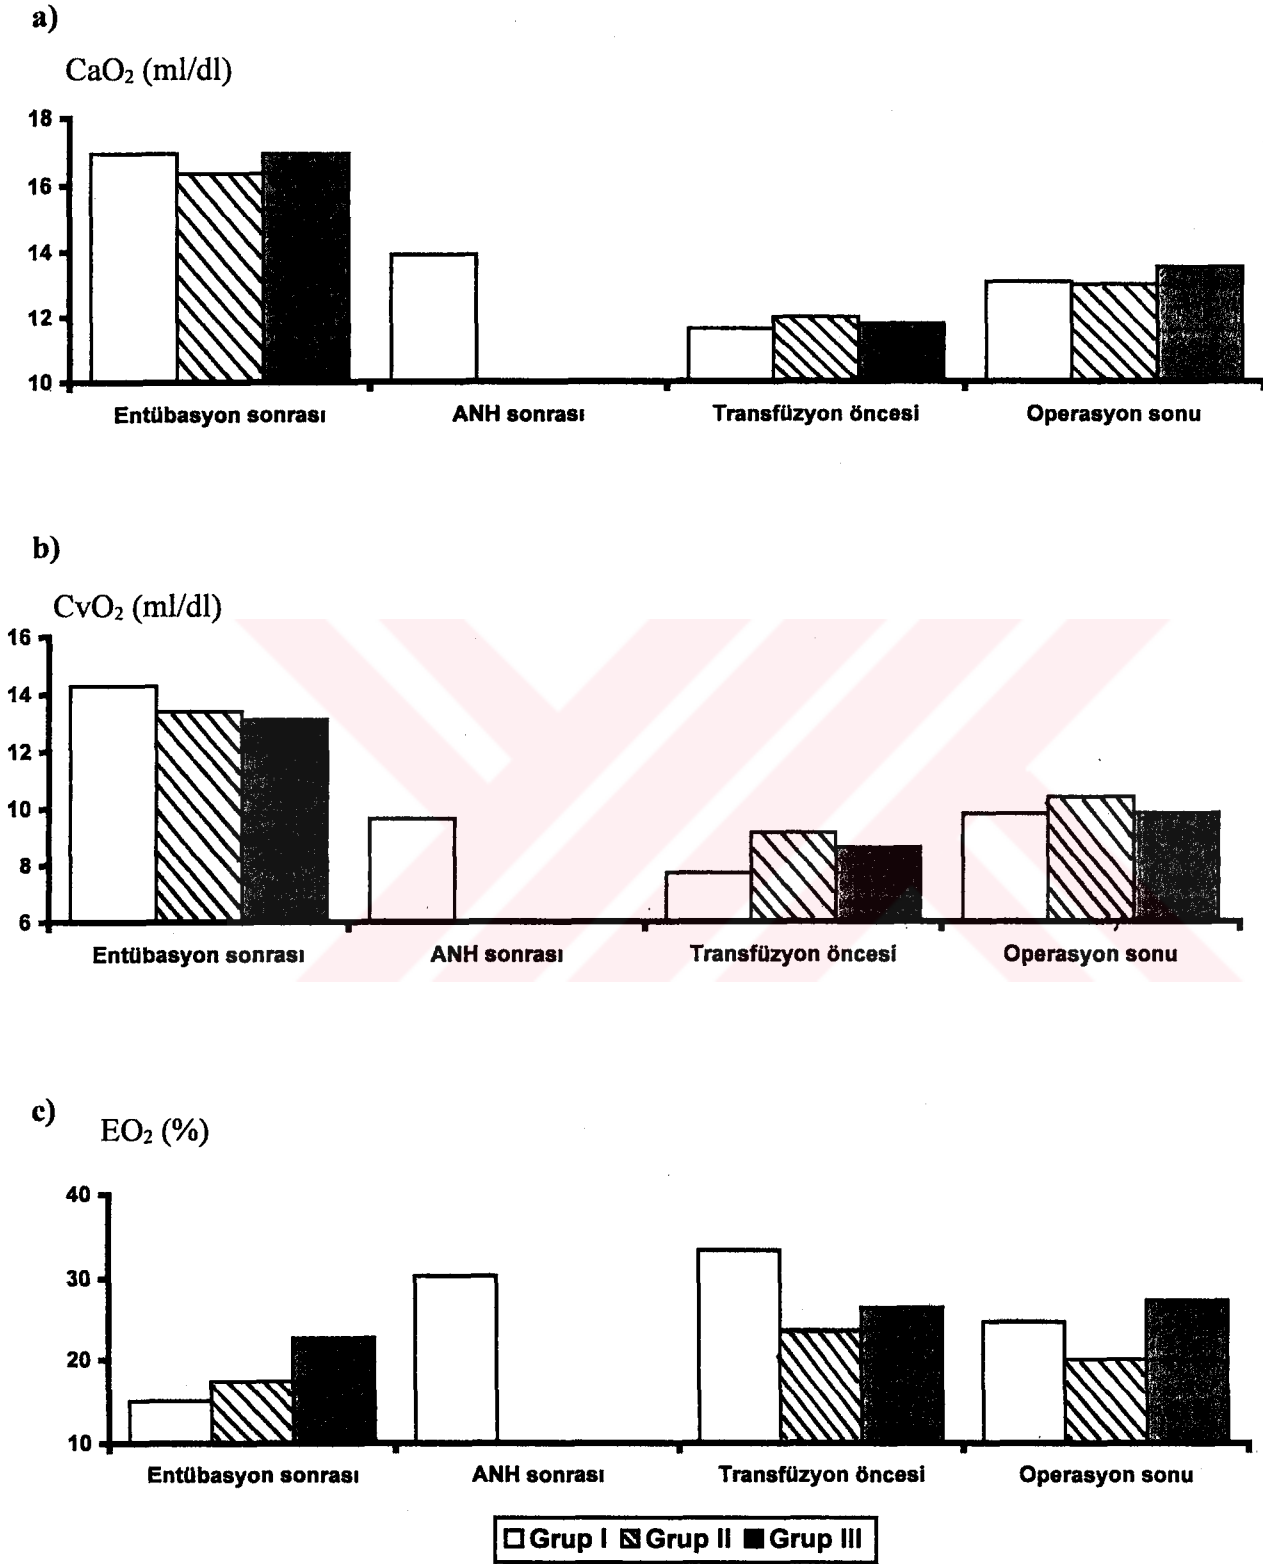 a)
CaO₂ (ml/dl)
18
16
14
12
10
Entübasyon sonrası ANH sonrası Transfüzyon öncesi Operasyon sonu
b)
CvO₂ (ml/dl)
16
14
12
10
8
6
Entübasyon sonrası ANH sonrası Transfüzyon öncesi Operasyon sonu
c)
EO₂ (%)
40
30
20
10
Entübasyon sonrası ANH sonrası Transfüzyon öncesi Operasyon sonu
Grup I Grup II Grup III